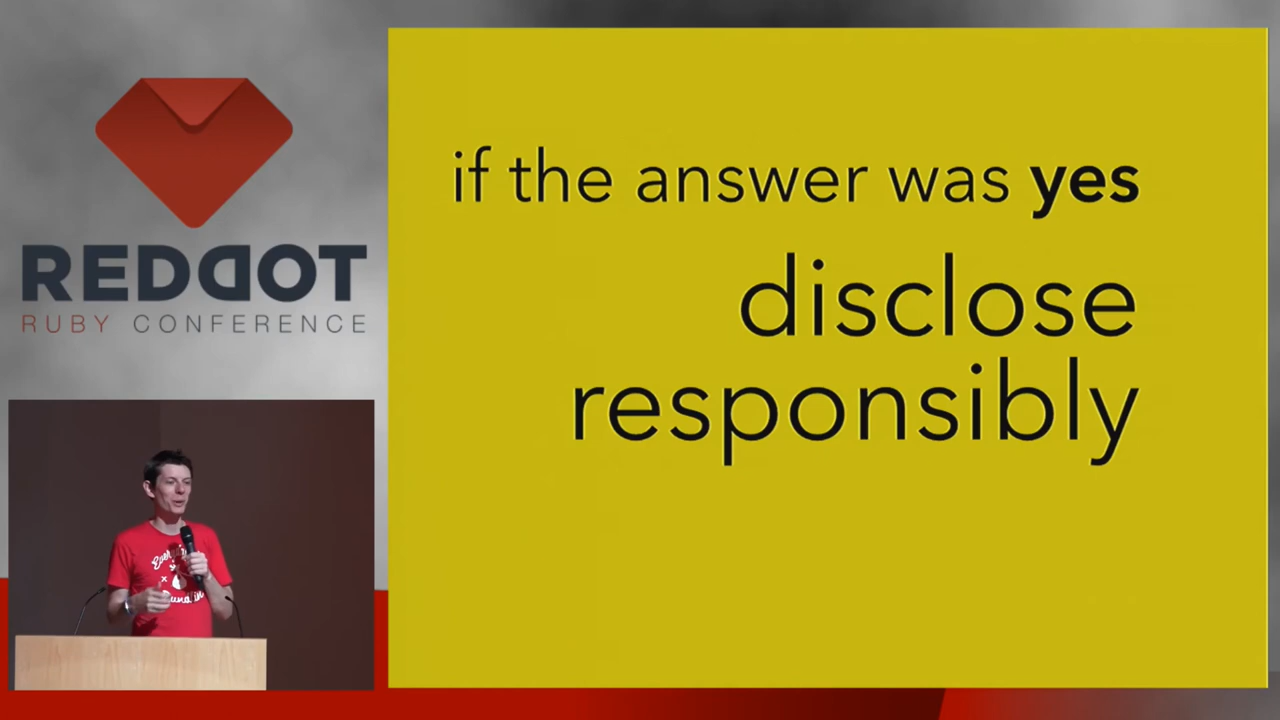 REDDOT
RUBY CONFERENCE
if the answer was yes
disclose
responsibly